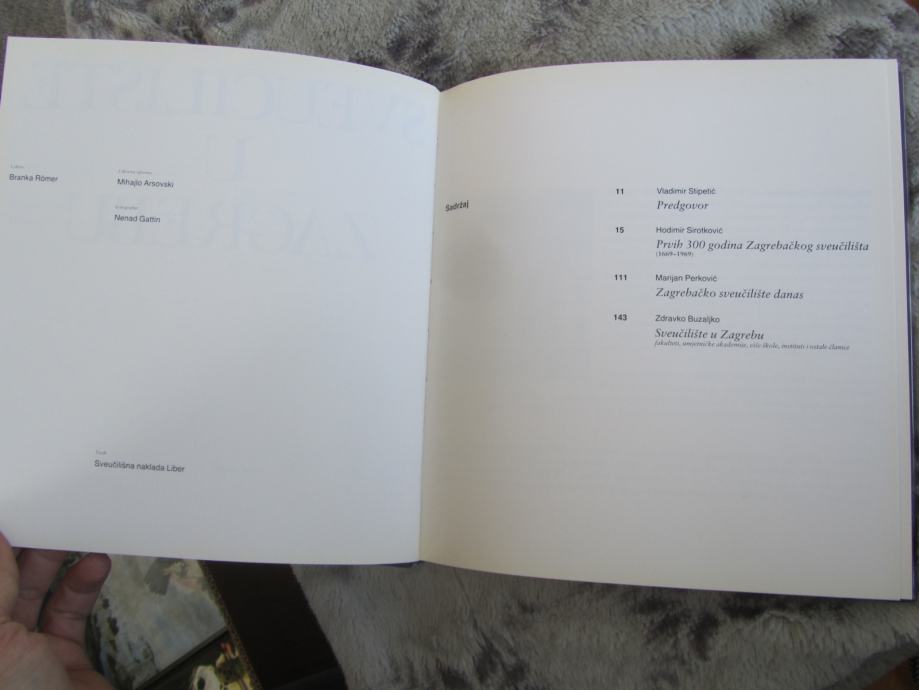 Branka Römer
Mihajlo Arsovski
Nenad Gattin
Sveučilišna naklada Liber
Sadržaj
11 Vladimir Stipetić
Predgovor
15 Hodimir Sirotković
Prvih 300 godina Zagrebačkog sveučilišta
(1669–1969)
111 Marijan Perković
Zagrebačko sveučilište danas
143 Zdravko Buzaljko
Sveučilište u Zagrebu
fakulteti, umjetničke akademije, više škole, instituti i ostale članice